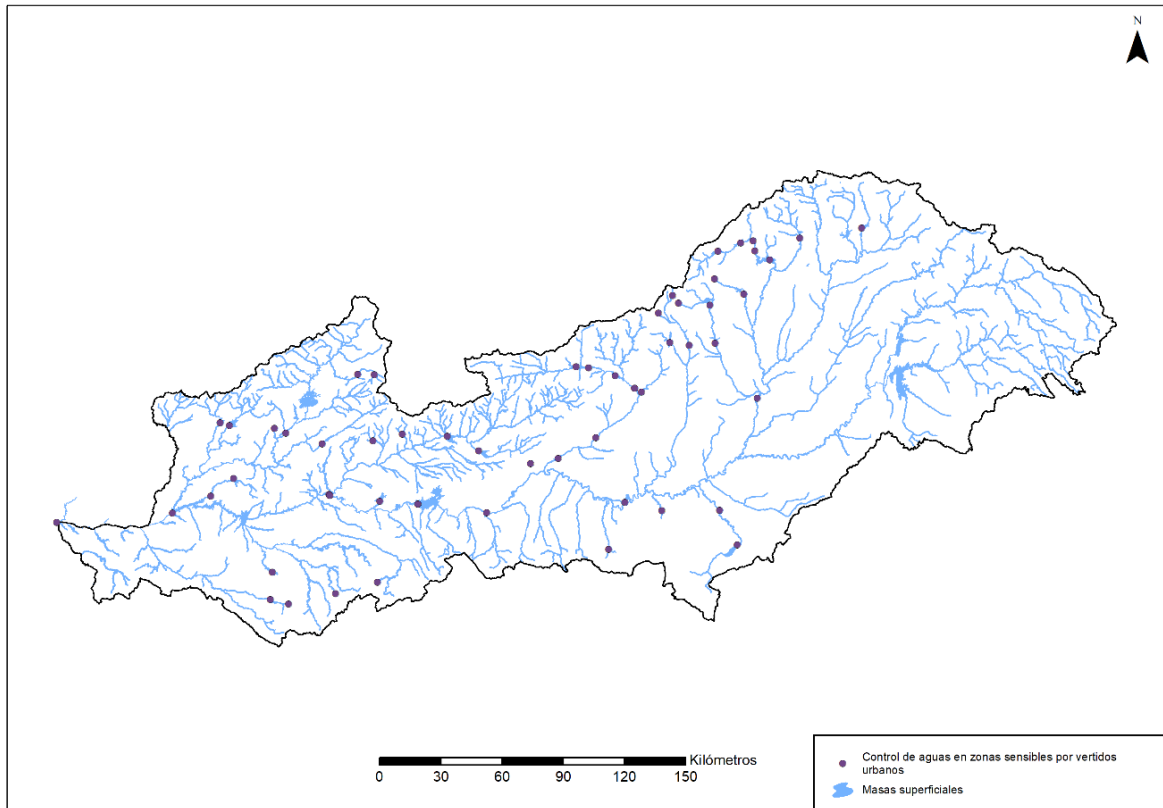 N
Kilómetros
0 30 60 90 120 150
Control de aguas en zonas sensibles por vertidos
urbanos
Masas superficiales